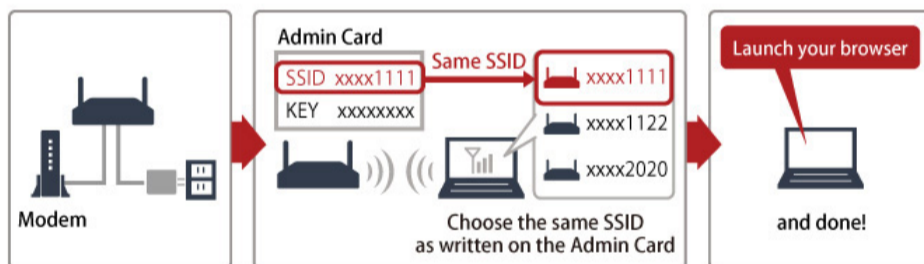 Modem
Admin Card
SSID xxxx1111
KEY xxxxxxxx
Same SSID
xxxx1111
xxxx1122
xxxx2020
Choose the same SSID
as written on the Admin Card
Launch your browser
and done!